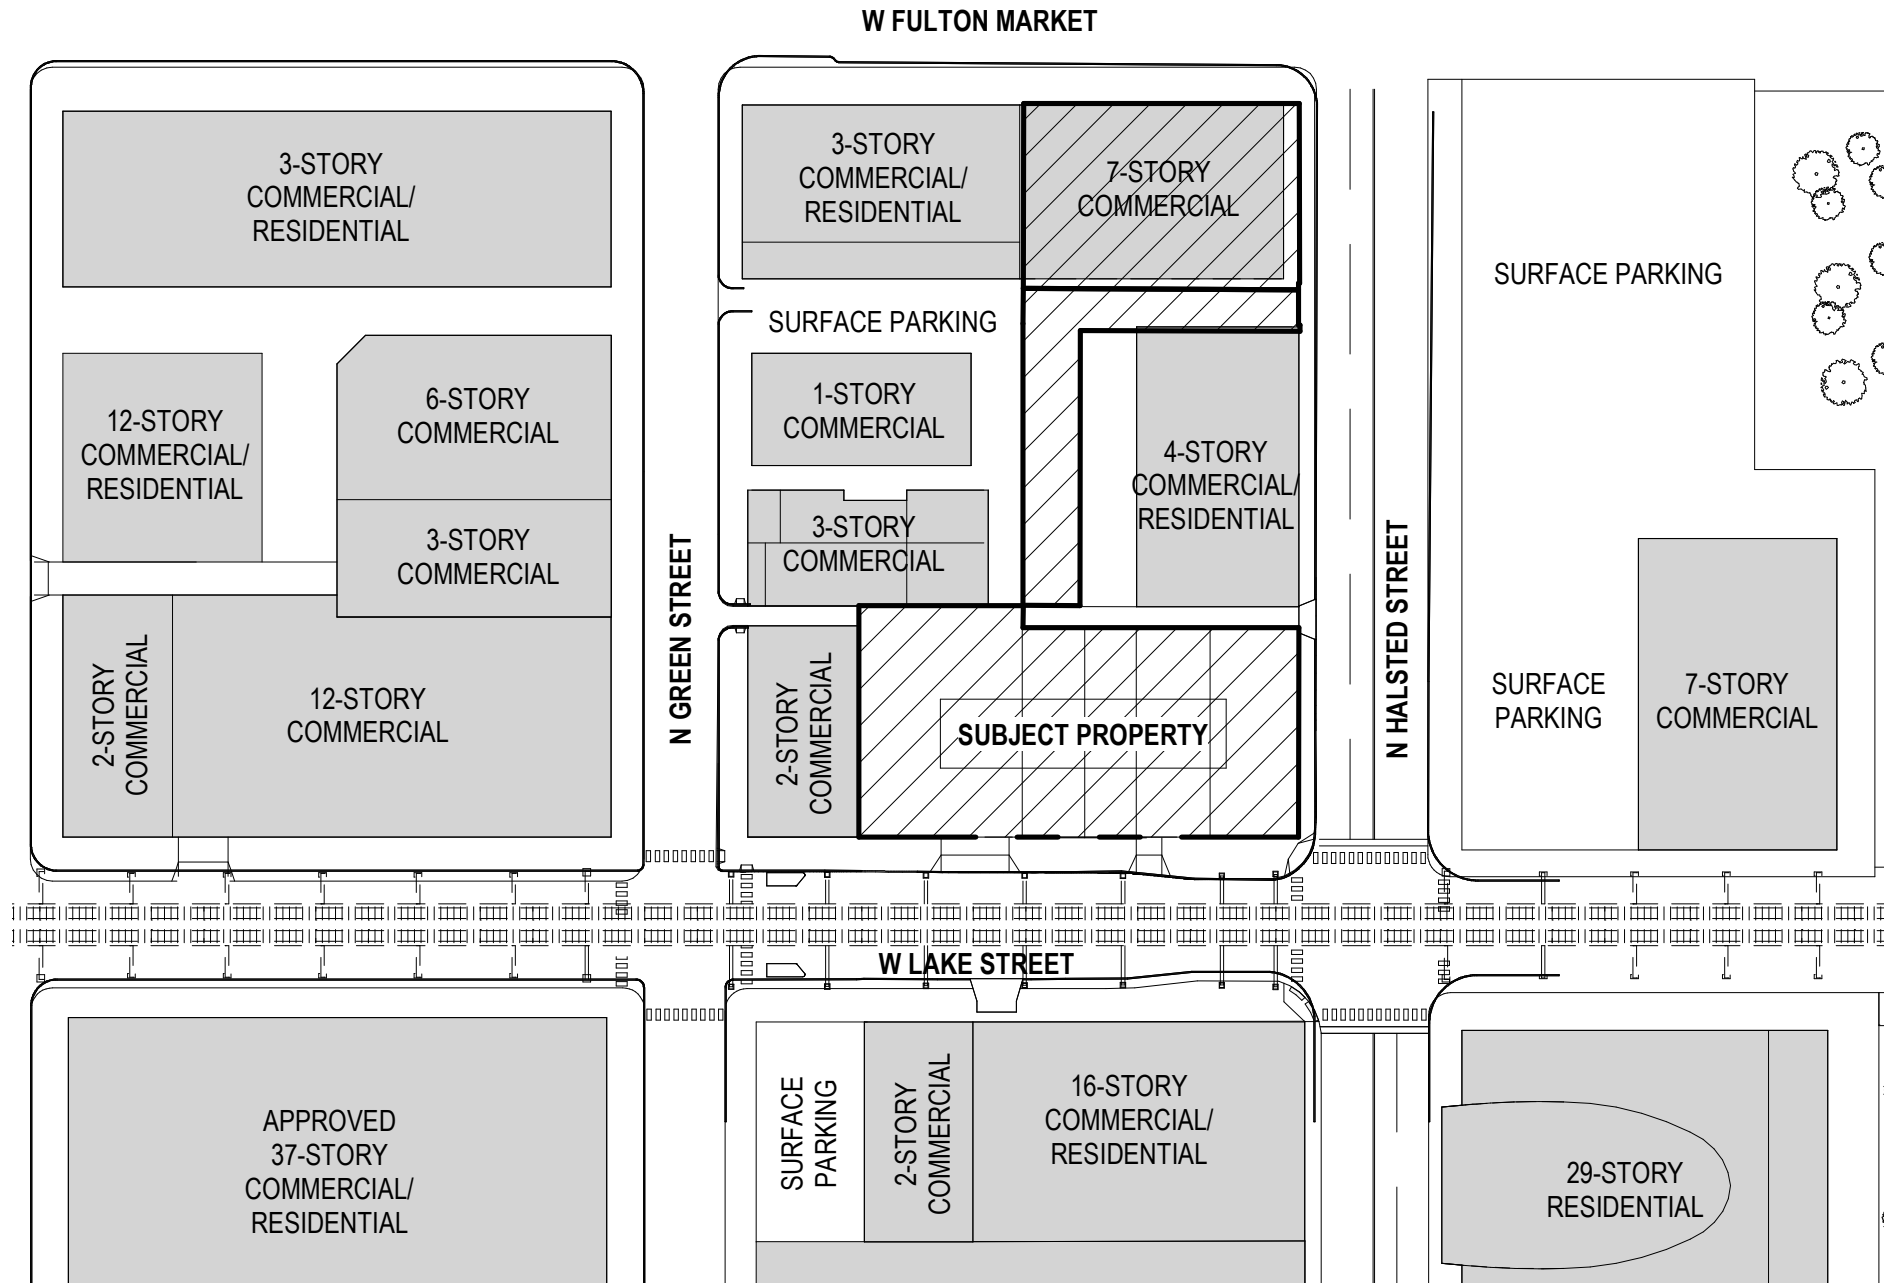 W FULTON MARKET
3-STORY
COMMERCIAL/
RESIDENTIAL
3-STORY
COMMERCIAL/
RESIDENTIAL
7-STORY
COMMERCIAL
SURFACE PARKING
SURFACE PARKING
12-STORY
COMMERCIAL/
RESIDENTIAL
6-STORY
COMMERCIAL
1-STORY
COMMERCIAL
4-STORY
COMMERCIAL/
RESIDENTIAL
3-STORY
COMMERCIAL
3-STORY
COMMERCIAL
N GREEN STREET
N HALSTED STREET
2-STORY
COMMERCIAL
12-STORY
COMMERCIAL
2-STORY
COMMERCIAL
SUBJECT PROPERTY
SURFACE
PARKING
7-STORY
COMMERCIAL
W LAKE STREET
APPROVED
37-STORY
COMMERCIAL/
RESIDENTIAL
SURFACE
PARKING
2-STORY
COMMERCIAL
16-STORY
COMMERCIAL/
RESIDENTIAL
29-STORY
RESIDENTIAL